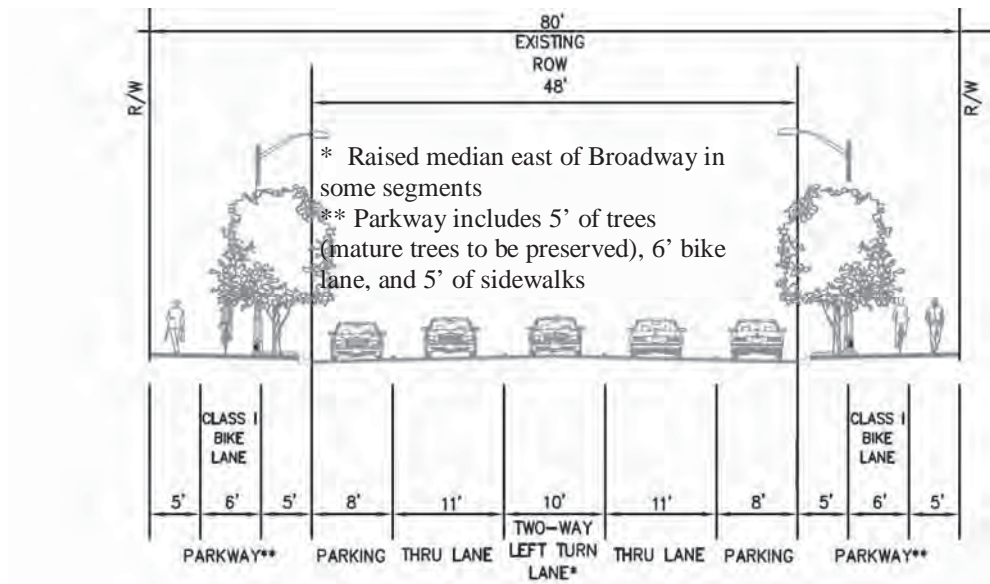 80'
EXISTING
ROW
48'
R/W
R/W
* Raised median east of Broadway in
some segments
** Parkway includes 5’ of trees
(mature trees to be preserved), 6’ bike
lane, and 5’ of sidewalks
CLASS I
BIKE
LANE
CLASS I
BIKE
LANE
5' 6' 5' 8' 11' 10' 11' 8' 5' 6' 5'
PARKWAY** PARKING THRU LANE TWO-WAY
LEFT TURN
LANE* THRU LANE PARKING PARKWAY**